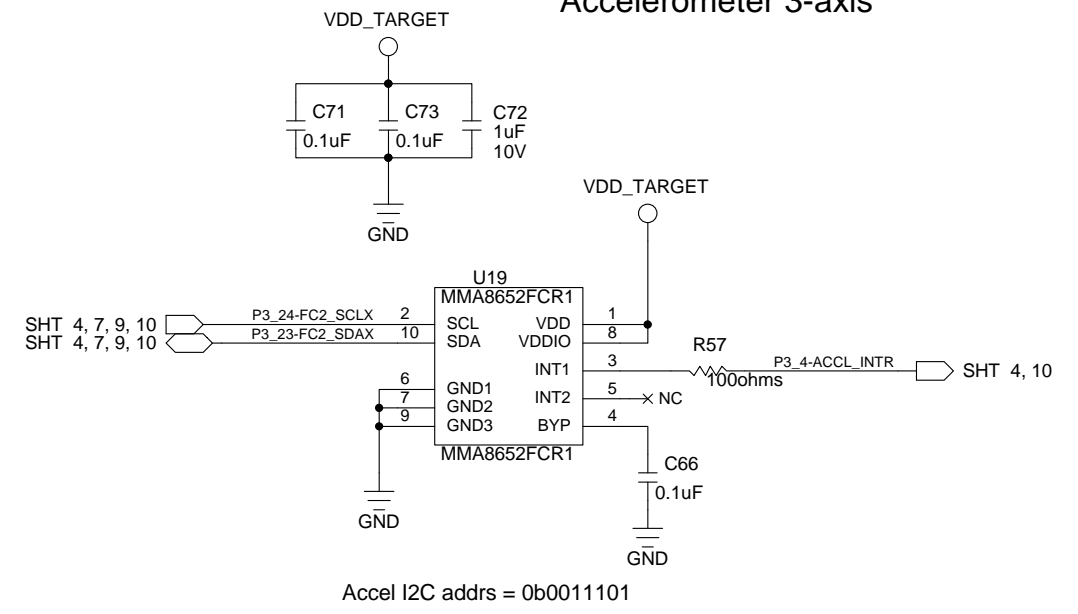 Accelerometer 3-axis
VDD_TARGET
C71
0.1uF
C73
0.1uF
C72
1uF
10V
GND
VDD_TARGET
U19
MMA8652FCR1
SHT 4, 7, 9, 10
P3_24-FC2_SCLX
2
SCL
VDD
1
SHT 4, 7, 9, 10
P3_23-FC2_SDAX
10
SDA
VDDIO
8
R57
INT1
3
100ohms
P3_4-ACCL_INTR
SHT 4, 10
6
GND1
7
GND2
9
GND3
INT2
5
NC
BYP
4
MMA8652FCR1
C66
0.1uF
GND
GND
Accel I2C addrs = 0b0011101